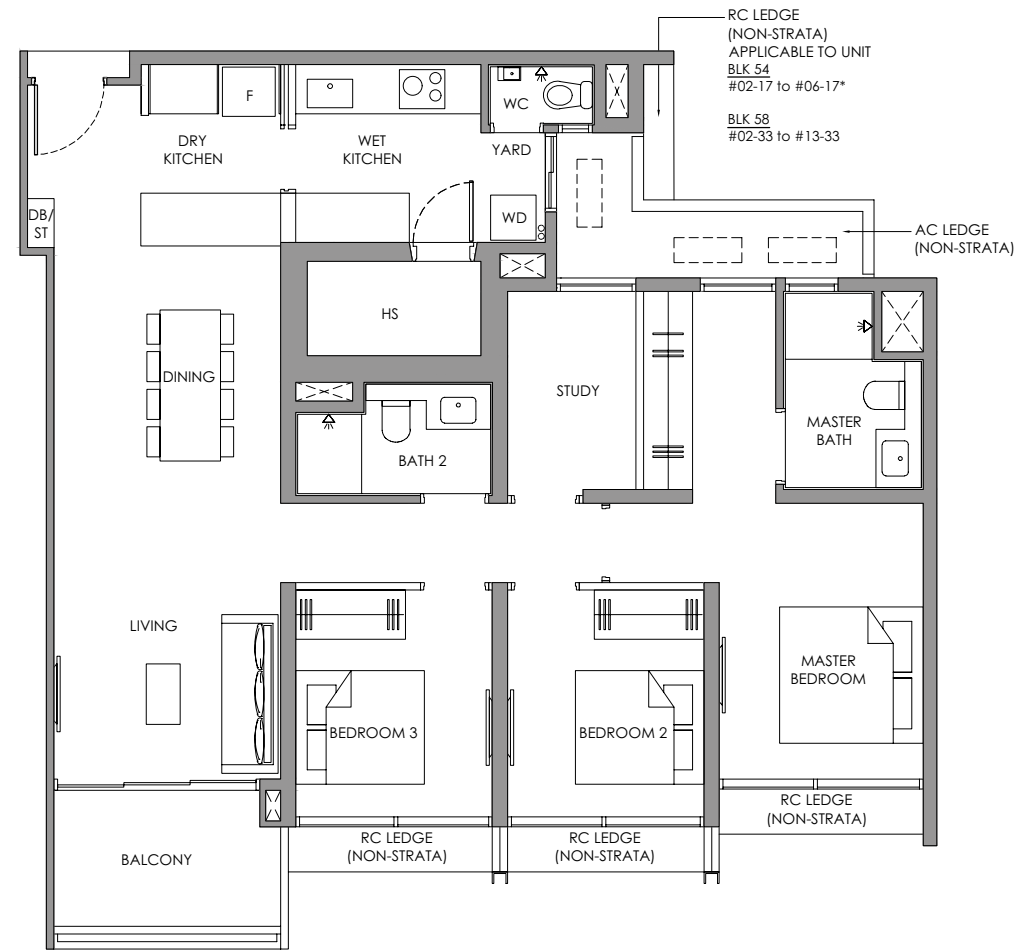 RC LEDGE
(NON-STRATA)
APPLICABLE TO UNIT
BLK 54
#02-17 to #06-17*
BLK 58
#02-33 to #13-33
F
WC
DRY
KITCHEN
WET
KITCHEN
YARD
DB/
ST
WD
AC LEDGE
(NON-STRATA)
HS
DINING
STUDY
MASTER
BATH
BATH 2
LIVING
MASTER
BEDROOM
BEDROOM 3
BEDROOM 2
RC LEDGE
(NON-STRATA)
RC LEDGE
(NON-STRATA)
RC LEDGE
(NON-STRATA)
BALCONY